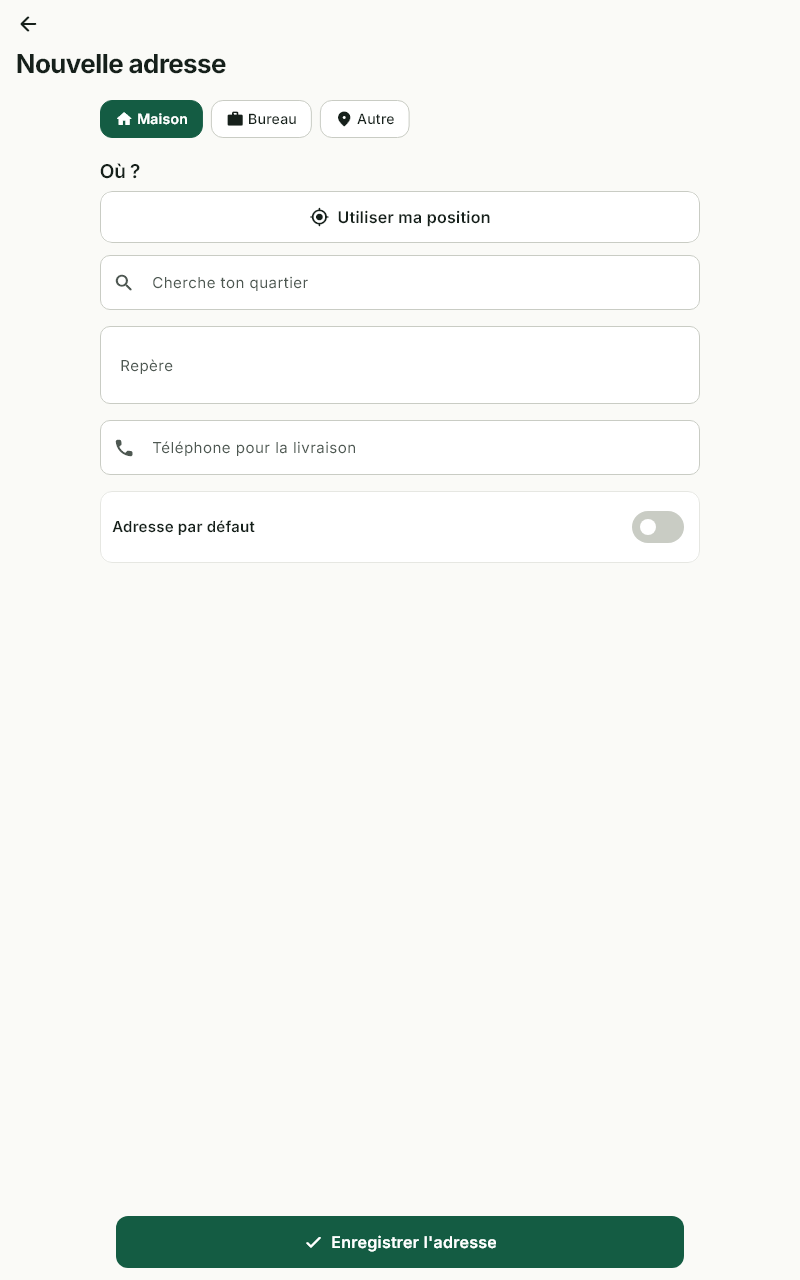 Nouvelle adresse
Maison
Bureau
Autre
Où ?
Utiliser ma position
Cherche ton quartier
Repère
Téléphone pour la livraison
Adresse par défaut
Enregistrer l'adresse